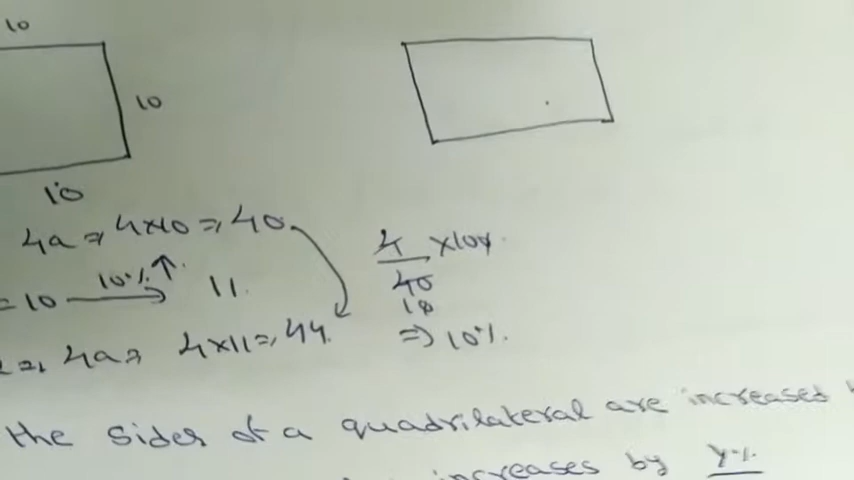 10
10
10
4a => 4x10 => 40
= 10 10% ↑ 11
4a => 4x11 => 44
4/40 x100
10
=> 10%.
the sides of a quadrilateral are increased
increases by y%